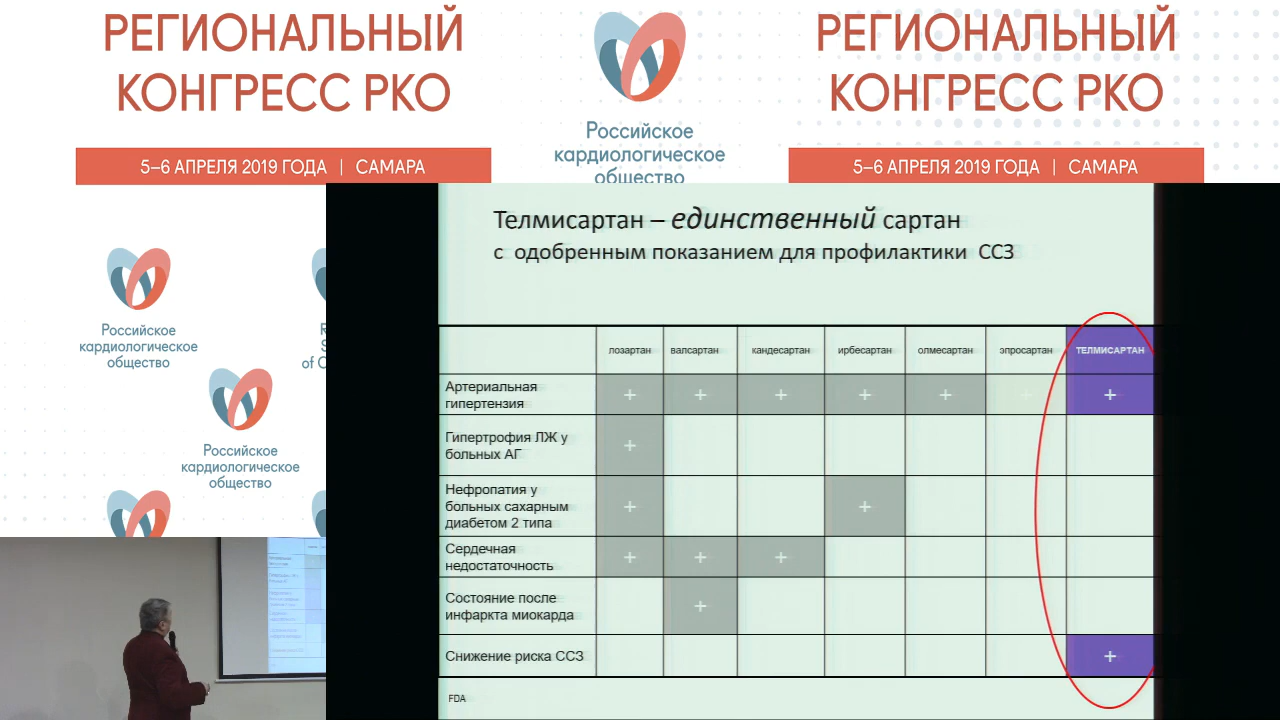 РЕГИОНАЛЬНЫЙ
КОНГРЕСС РКО
5–6 АПРЕЛЯ 2019 ГОДА | САМАРА
Российское
кардиологическое
общество
РЕГИОНАЛЬНЫЙ
КОНГРЕСС РКО
5–6 АПРЕЛЯ 2019 ГОДА | САМАРА
Российское
кардиологическое
общество
of C
Российское
кардиологическое
общество
Телмисартан – единственный сартан
с одобренным показанием для профилактики ССЗ
лозартан валсартан кандесартан ирбесартан олмесартан эпросартан ТЕЛМИСАРТАН
Артериальная
гипертензия + + + + + + +
Гипертрофия ЛЖ у
больных АГ +
Нефропатия у
больных сахарным
диабетом 2 типа + +
Сердечная
недостаточность + + +
Состояние после
инфаркта миокарда +
Снижение риска ССЗ +
FDA